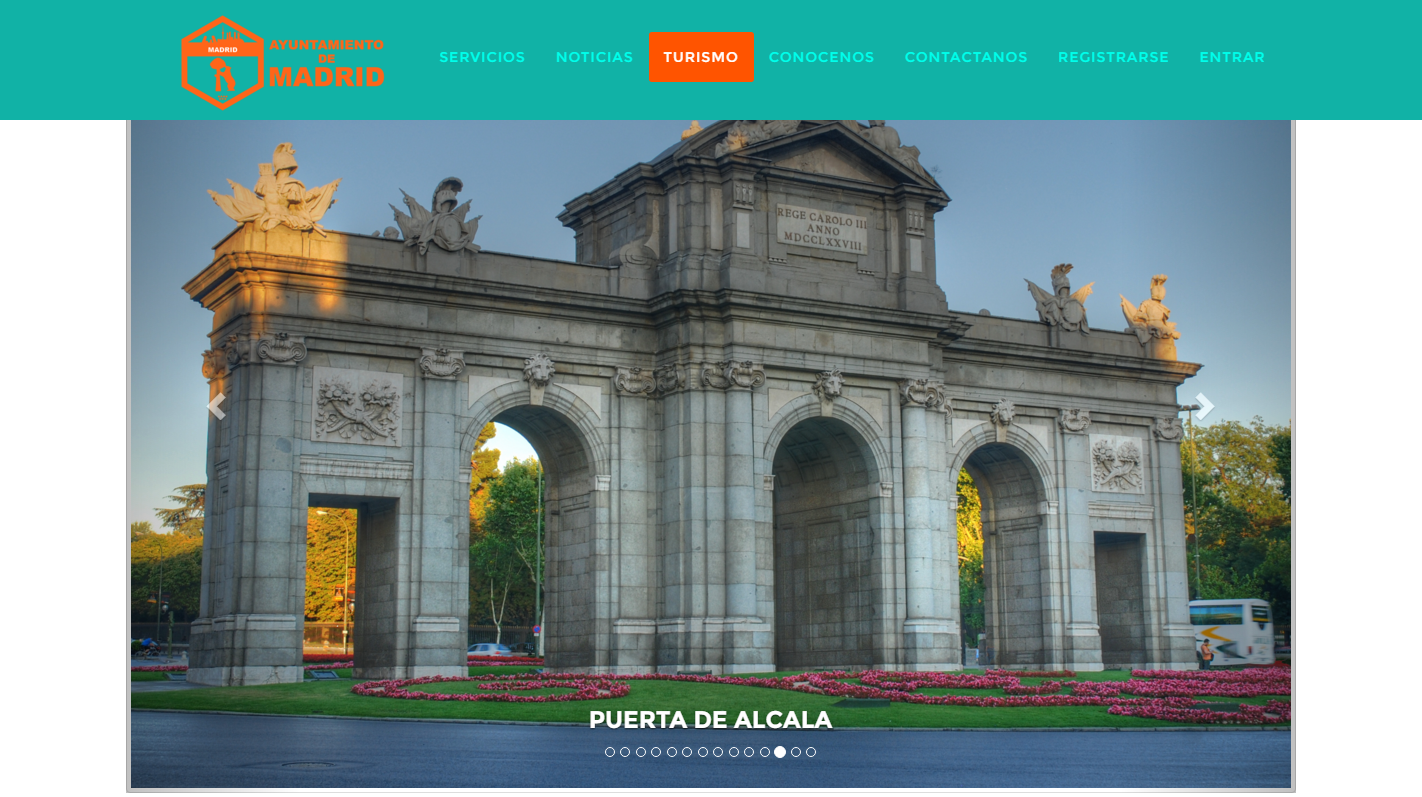 MADRID
AYUNTAMIENTO
DE
MADRID
SERVICIOS NOTICIAS TURISMO CONOCENOS CONTACTANOS REGISTRARSE ENTRAR
REGE CAROLO III
ANNO
MDCCLXXVIII
PUERTA DE ALCALA